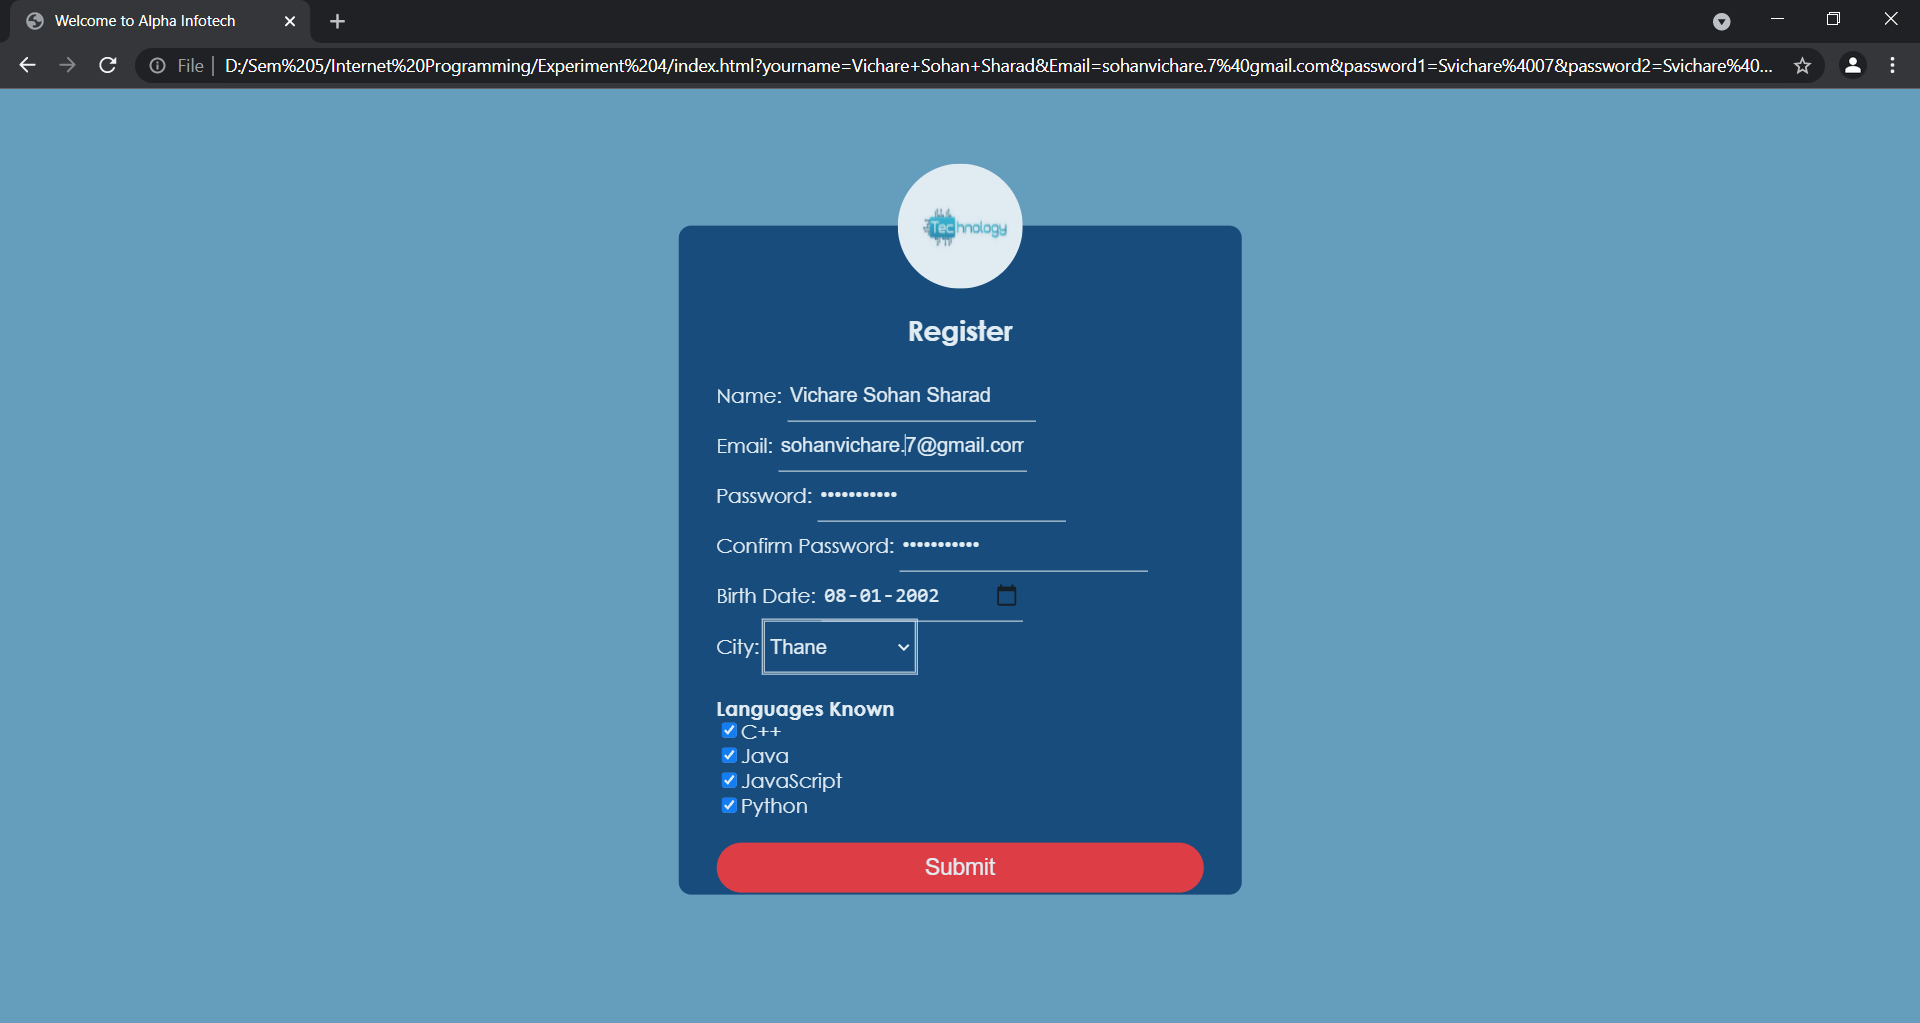 Welcome to Alpha Infotech
File D:/Sem%205/Internet%20Programming/Experiment%204/index.html?yourname=Vichare+Sohan+Sharad&Email=sohanvichare.7%40gmail.com&password1=Svichare%4007&password2=Svichare%40...
Technology
Register
Name: Vichare Sohan Sharad
Email: sohanvichare.7@gmail.com
Password: •••••••••••
Confirm Password: •••••••••••
Birth Date: 08-01-2002
City: Thane
Languages Known
C++
Java
JavaScript
Python
Submit